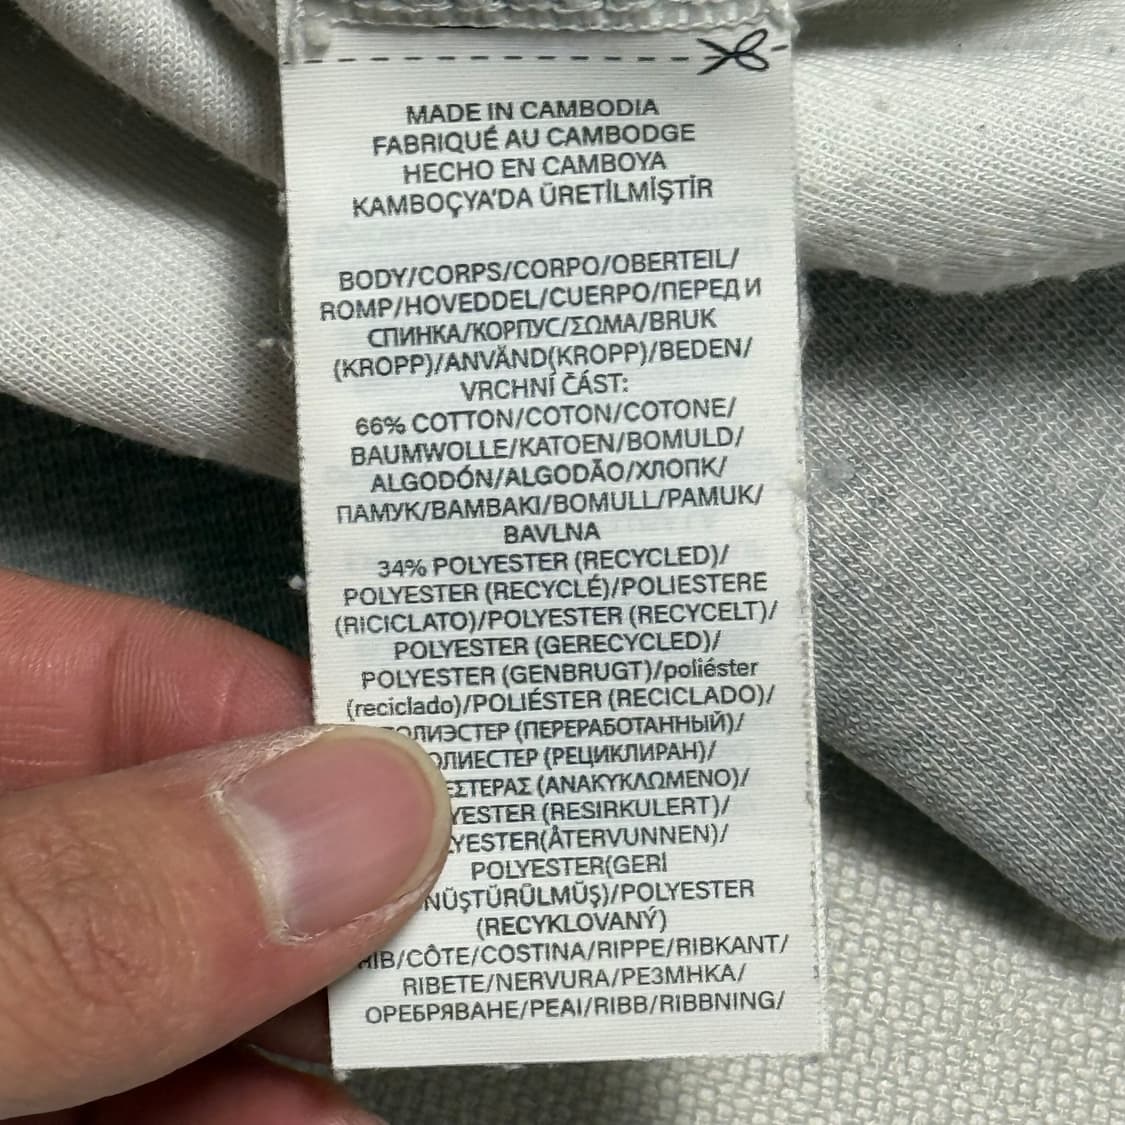 MADE IN CAMBODIA
FABRIQUÉ AU CAMBODGE
HECHO EN CAMBOYA
KAMBOÇYA'DA ÜRETİLMİŞTİR
BODY/CORPS/CORPO/OBERTEIL/
ROMP/HOVEDDEL/CUERPO/ПЕРЕД И
СПИНКА/КОРПУС/ΣΩΜΑ/BRUK
(KROPP)/ANVÄND(KROPP)/BEDEN/
VRCHNÍ ČÁST:
66% COTTON/COTON/COTONE/
BAUMWOLLE/KATOEN/BOMULD/
ALGODÓN/ALGODÃO/ХЛОПК/
ПАМУК/BAMBAKI/BOMULL/PAMUK/
BAVLNA
34% POLYESTER (RECYCLED)/
POLYESTER (RECYCLÉ)/POLIESTERE
(RICICLATO)/POLYESTER (RECYCELT)/
POLYESTER (GERECYCLED)/
POLYESTER (GENBRUGT)/poliéster
(reciclado)/POLIÉSTER (RECICLADO)/
ОЛИЭСТЕР (ПЕРЕРАБОТАННЫЙ)/
ОЛИЕСТЕР (РЕЦИКЛИРАН)/
ΕΣΤΕΡΑΣ (ΑΝΑΚΥΚΛΩΜΕΝΟ)/
YESTER (RESIRKULERT)/
YESTER(ÅTERVUNNEN)/
POLYESTER(GERİ
NÜŞTÜRÜLMÜŞ)/POLYESTER
(RECYKLOVANÝ)
RIB/CÔTE/COSTINA/RIPPE/RIBKANT/
RIBETE/NERVURA/РЕЗМНКА/
ОРЕБРЯВАНЕ/PEAI/RIBB/RIBBNING/